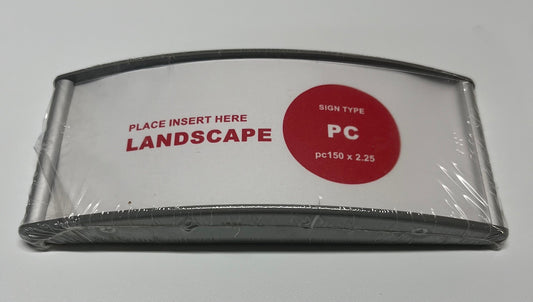 PLACE INSERT HERE
LANDSCAPE
SIGN TYPE
PC
pc150 x 2.25